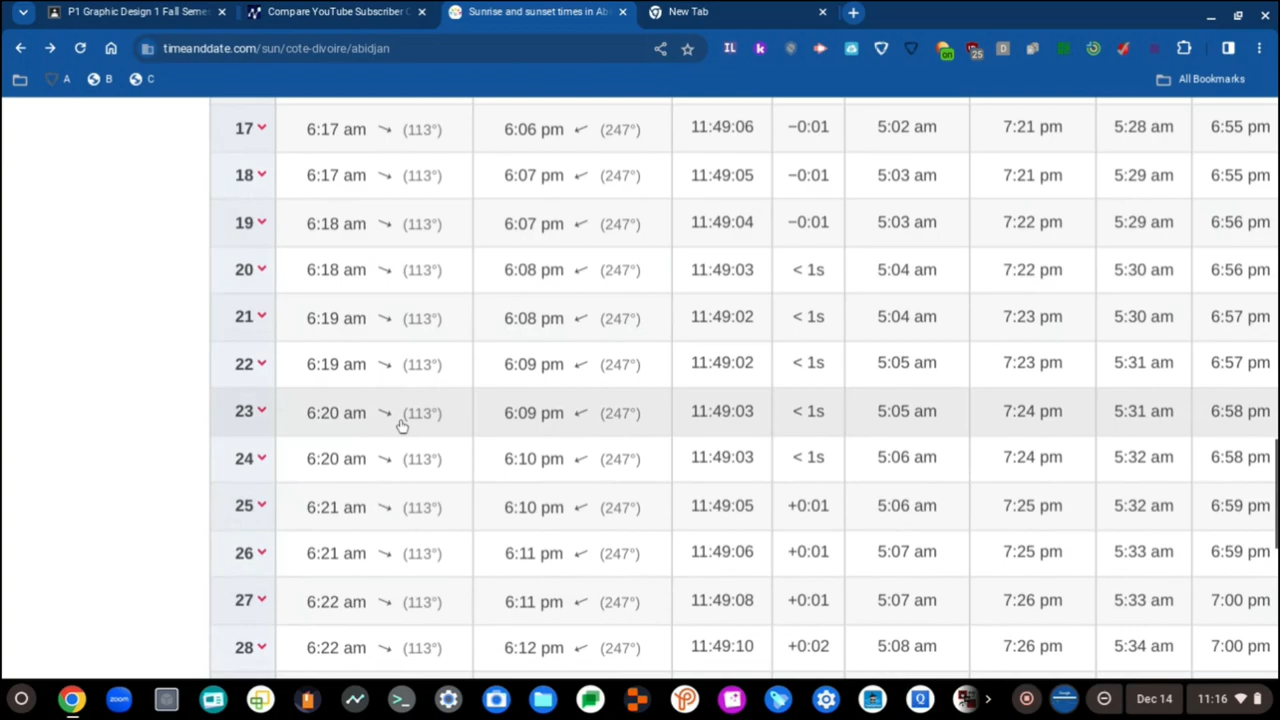 P1 Graphic Design 1 Fall Seme
Compare YouTube Subscriber C
Sunrise and sunset times in Abi
New Tab
timeanddate.com/sun/cote-divoire/abidjan
IL k on 25 D
A B C All Bookmarks
17 6:17 am (113°) 6:06 pm (247°) 11:49:06 −0:01 5:02 am 7:21 pm 5:28 am 6:55 pm
18 6:17 am (113°) 6:07 pm (247°) 11:49:05 −0:01 5:03 am 7:21 pm 5:29 am 6:55 pm
19 6:18 am (113°) 6:07 pm (247°) 11:49:04 −0:01 5:03 am 7:22 pm 5:29 am 6:56 pm
20 6:18 am (113°) 6:08 pm (247°) 11:49:03 < 1s 5:04 am 7:22 pm 5:30 am 6:56 pm
21 6:19 am (113°) 6:08 pm (247°) 11:49:02 < 1s 5:04 am 7:23 pm 5:30 am 6:57 pm
22 6:19 am (113°) 6:09 pm (247°) 11:49:02 < 1s 5:05 am 7:23 pm 5:31 am 6:57 pm
23 6:20 am (113°) 6:09 pm (247°) 11:49:03 < 1s 5:05 am 7:24 pm 5:31 am 6:58 pm
24 6:20 am (113°) 6:10 pm (247°) 11:49:03 < 1s 5:06 am 7:24 pm 5:32 am 6:58 pm
25 6:21 am (113°) 6:10 pm (247°) 11:49:05 +0:01 5:06 am 7:25 pm 5:32 am 6:59 pm
26 6:21 am (113°) 6:11 pm (247°) 11:49:06 +0:01 5:07 am 7:25 pm 5:33 am 6:59 pm
27 6:22 am (113°) 6:11 pm (247°) 11:49:08 +0:01 5:07 am 7:26 pm 5:33 am 7:00 pm
28 6:22 am (113°) 6:12 pm (247°) 11:49:10 +0:02 5:08 am 7:26 pm 5:34 am 7:00 pm
zoom Q Dec 14 11:16